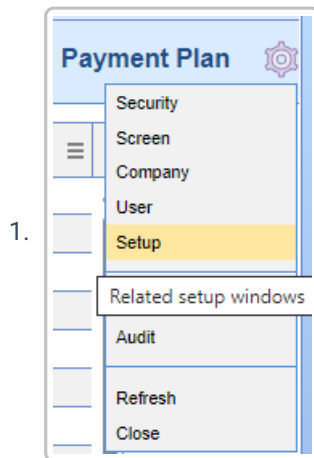 Payment Plan
Security
Screen
Company
User
1.
Setup
Related setup windows
Audit
Refresh
Close